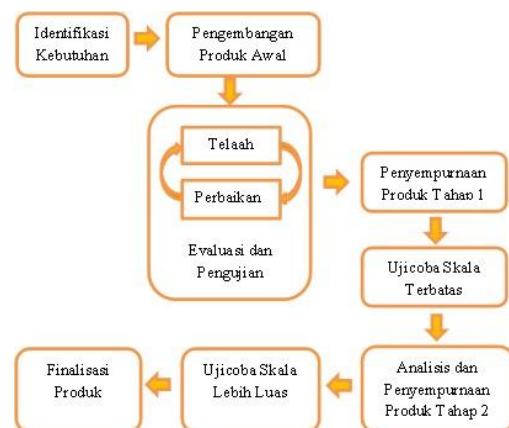 Identifikasi
Kebutuhan
Pengembangan
Produk Awal
Telaah
Perbaikan
Evaluasi dan
Pengujian
Penyempurnaan
Produk Tahap 1
Ujicoba Skala
Terbatas
Analisis dan
Penyempurnaan
Produk Tahap 2
Ujicoba Skala
Lebih Luas
Finalisasi
Produk